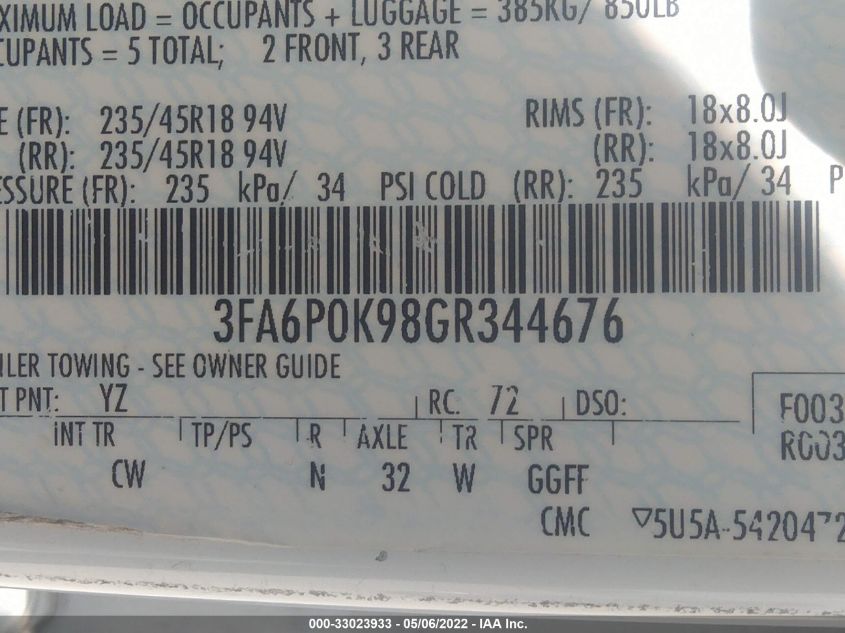 XIMUM LOAD = OCCUPANTS + LUGGAGE = 385KG/ 850LB
CUPANTS = 5 TOTAL; 2 FRONT, 3 REAR
E (FR): 235/45R18 94V RIMS (FR): 18x8.0J
(RR): 235/45R18 94V (RR): 18x8.0J
ESSURE (FR): 235 kPa/ 34 PSI COLD (RR): 235 kPa/ 34 P
3FA6P0K98GR344676
ILER TOWING - SEE OWNER GUIDE
T PNT: YZ RC: 72 DSO: F003
INT TR TP/PS R AXLE TR SPR R003
CW N 32 W GGFF
CMC ▽5U5A-5420472
000-33023933 - 05/06/2022 - IAA Inc.